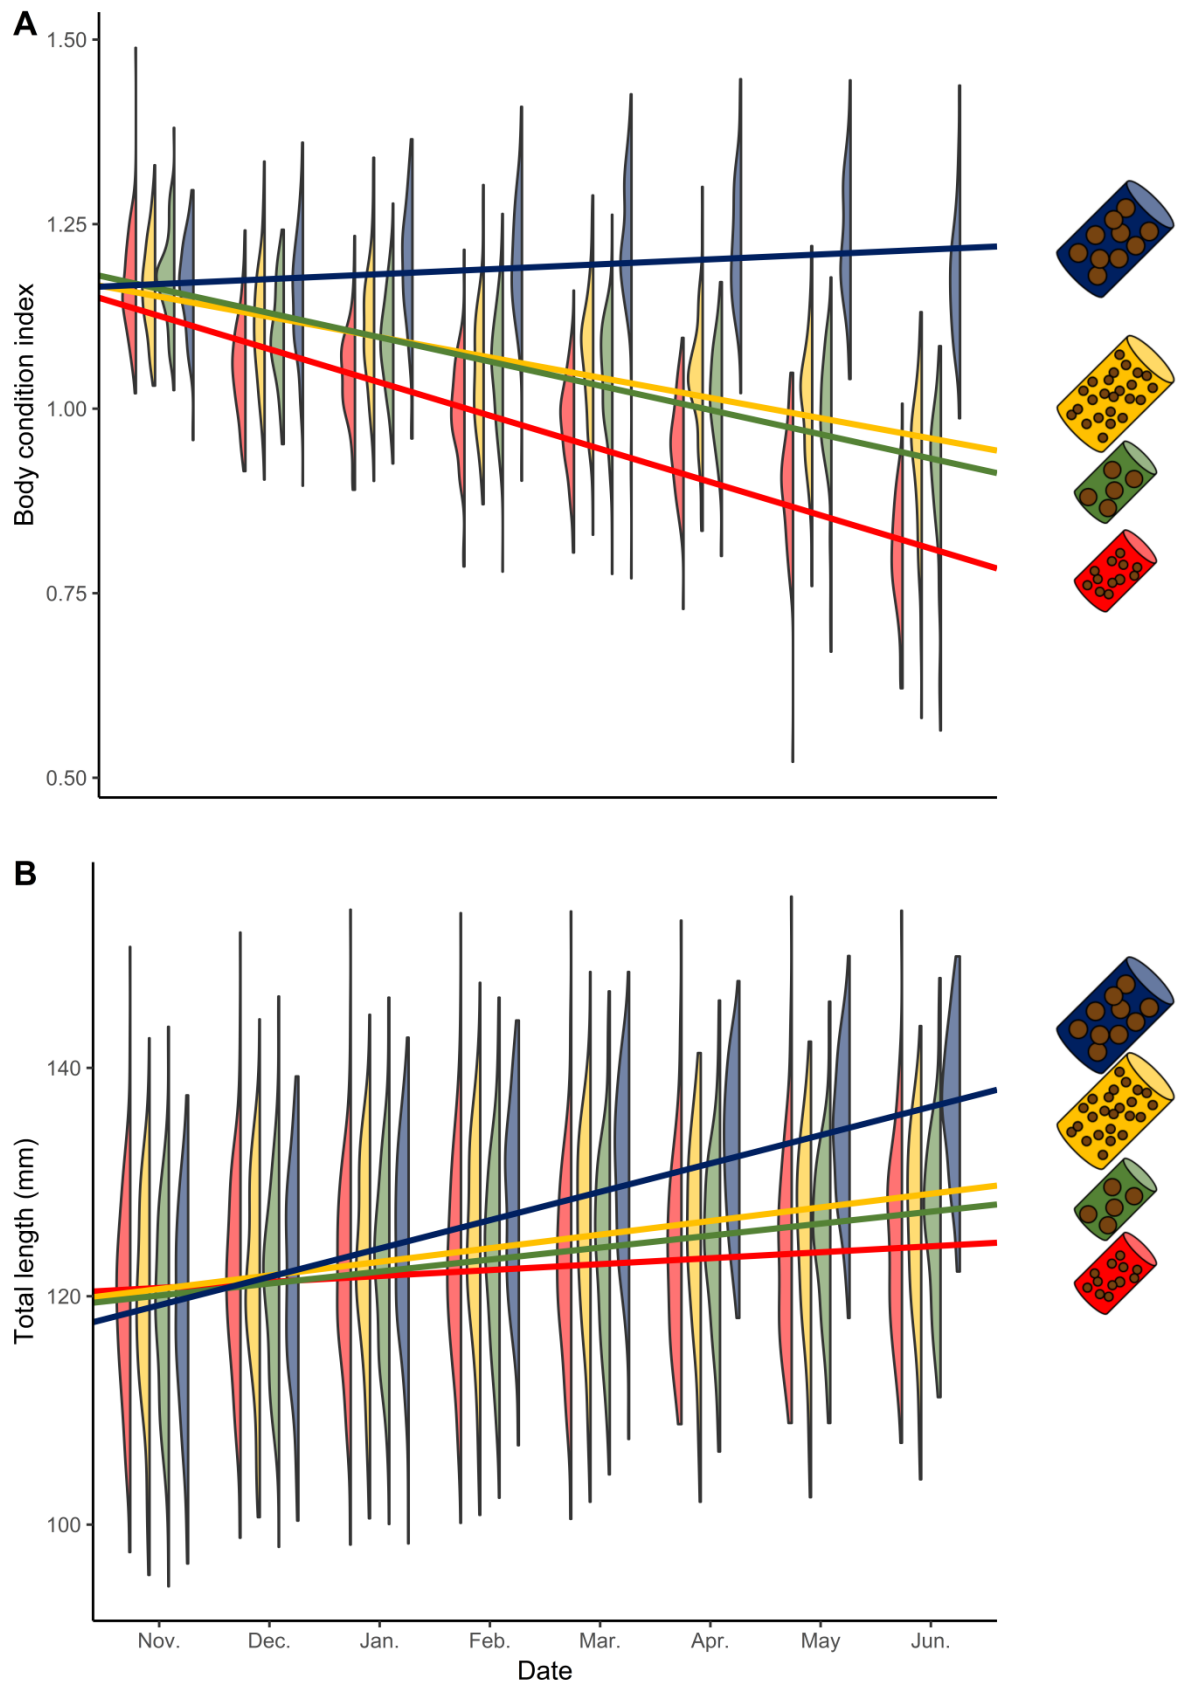 A
1.50
1.25
1.00
0.75
0.50
Body condition index
B
140
120
100
Total length (mm)
Nov. Dec. Jan. Feb. Mar. Apr. May Jun.
Date